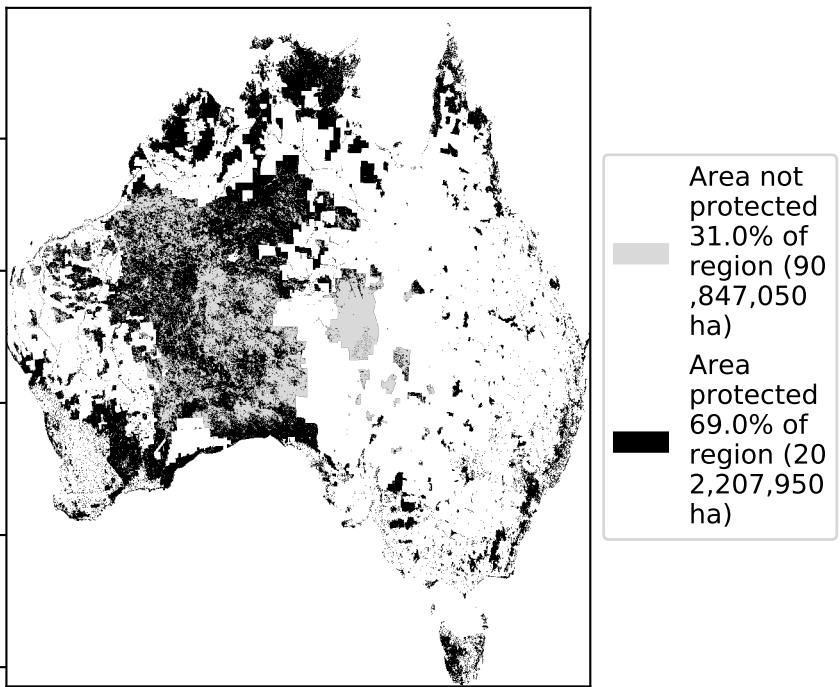 Area not
protected
31.0% of
region (90
,847,050
ha)
Area
protected
69.0% of
region (20
2,207,950
ha)